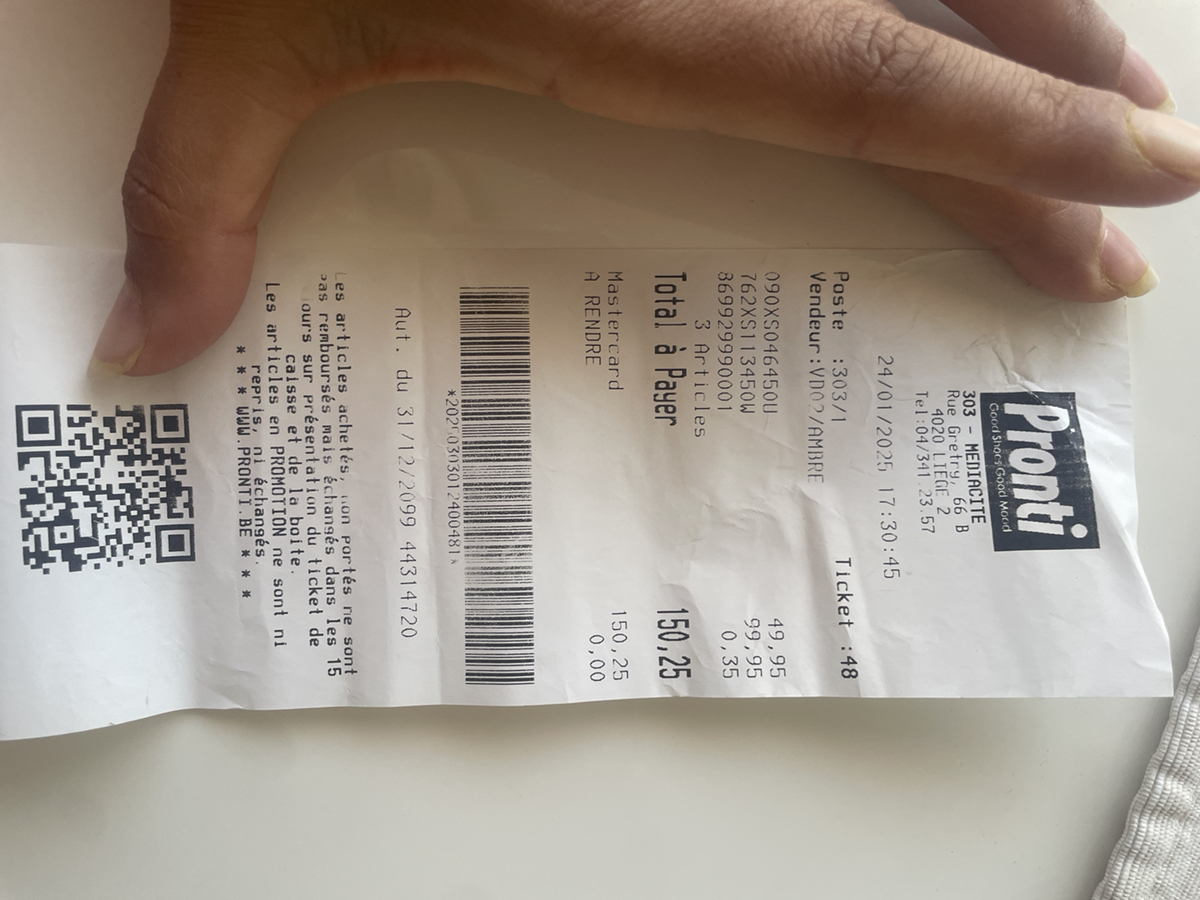 Pronti
Good Shoes Good Mood
303 - MEDIACITE
Rue Gretry, 66 B
4020 LIEGE 2
Tel:04/341.23.57
24/01/2025 17:30:45
Poste :303/1 Ticket :48
Vendeur:VD02/AMBRE
090XS046450U 49,95
762XS113450W 99,95
8699299990001 0,35
3 Articles
Total à Payer 150,25
Mastercard 150,25
A RENDRE 0,00
*20250303012400481*
Aut. du 31/12/2099 44314720
Les articles achetés, non portés ne sont
pas remboursés mais échangés dans les 15
jours sur présentation du ticket de
caisse et de la boite.
Les articles en PROMOTION ne sont ni
repris, ni échangés.
* * * WWW.PRONTI.BE * * * *